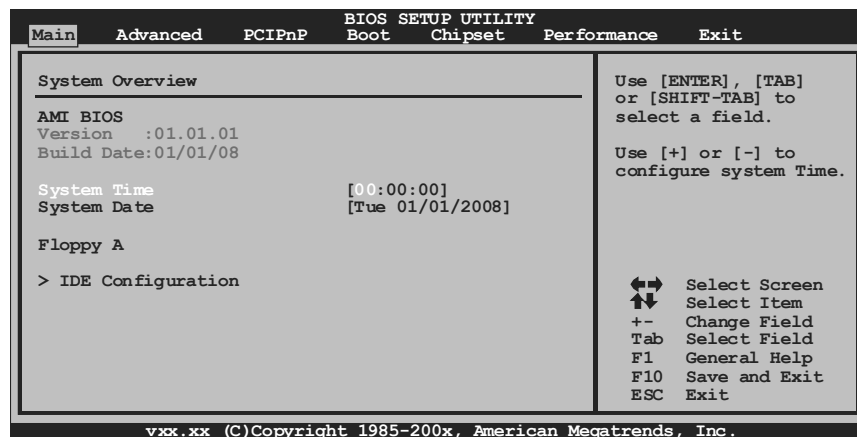 BIOS SETUP UTILITY
Main Advanced PCIPnP Boot Chipset Performance Exit
System Overview
AMI BIOS
Version :01.01.01
Build Date:01/01/08
System Time [00:00:00]
System Date [Tue 01/01/2008]
Floppy A
> IDE Configuration
Use [ENTER], [TAB]
or [SHIFT-TAB] to
select a field.
Use [+] or [-] to
configure system Time.
Select Screen
Select Item
+- Change Field
Tab Select Field
F1 General Help
F10 Save and Exit
ESC Exit
vxx.xx (C)Copyright 1985-200x, American Megatrends, Inc.